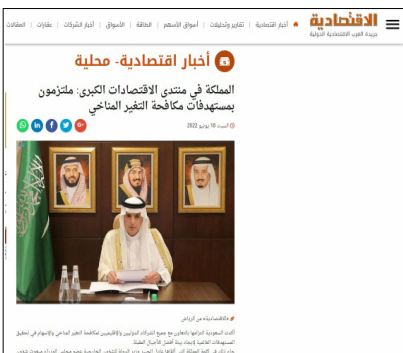 الاقتصادية
جريدة العرب الاقتصادية الدولية
أخبار اقتصادية | تقارير وتحليلات | أسواق الأسهم | الطاقة | الأسواق | أخبار الشركات | عقارات | المقالات
أخبار اقتصادية- محلية
المملكة في منتدى الاقتصادات الكبرى: ملتزمون
بمستهدفات مكافحة التغير المناخي
السبت 18 يونيو 2022
«الاقتصادية» من الرياض
أكدت السعودية التزامها بالتعاون مع جميع الشركاء الدوليين والإقليميين لمكافحة التغير المناخي والإسهام في تحقيق
المستهدفات العالمية لإيجاد بيئة أفضل للأجيال المقبلة.